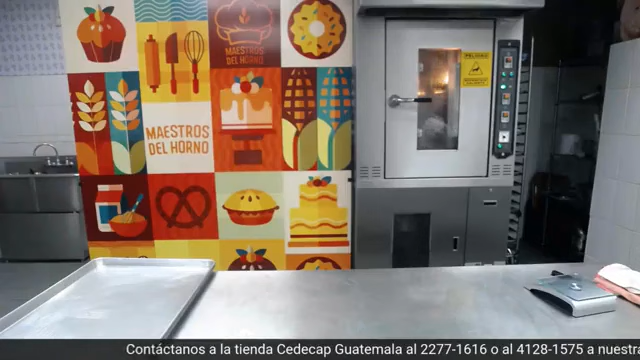 MAESTROS
DEL HORNO
PELIGRO
MAESTROS
DEL HORNO
Contáctanos a la tienda Cedecap Guatemala al 2277-1616 o al 4128-1575 a nuestra